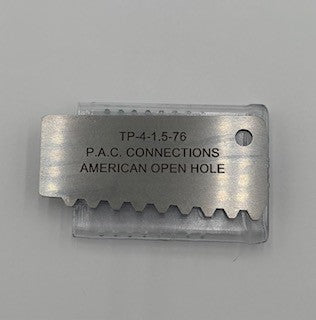 TP-4-1.5-76
P.A.C. CONNECTIONS
AMERICAN OPEN HOLE